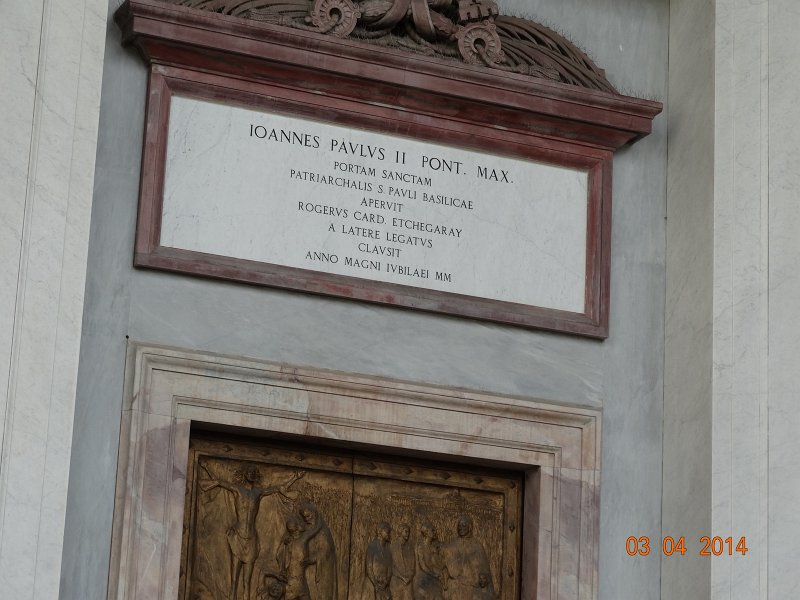 IOANNES PAVLVS II PONT. MAX.
PORTAM SANCTAM
PATRIARCHALIS S. PAVLI BASILICAE
APERVIT
ROGERVS CARD. ETCHEGARAY
A LATERE LEGATVS
CLAVSIT
ANNO MAGNI IVBILAEI MM
03 04 2014